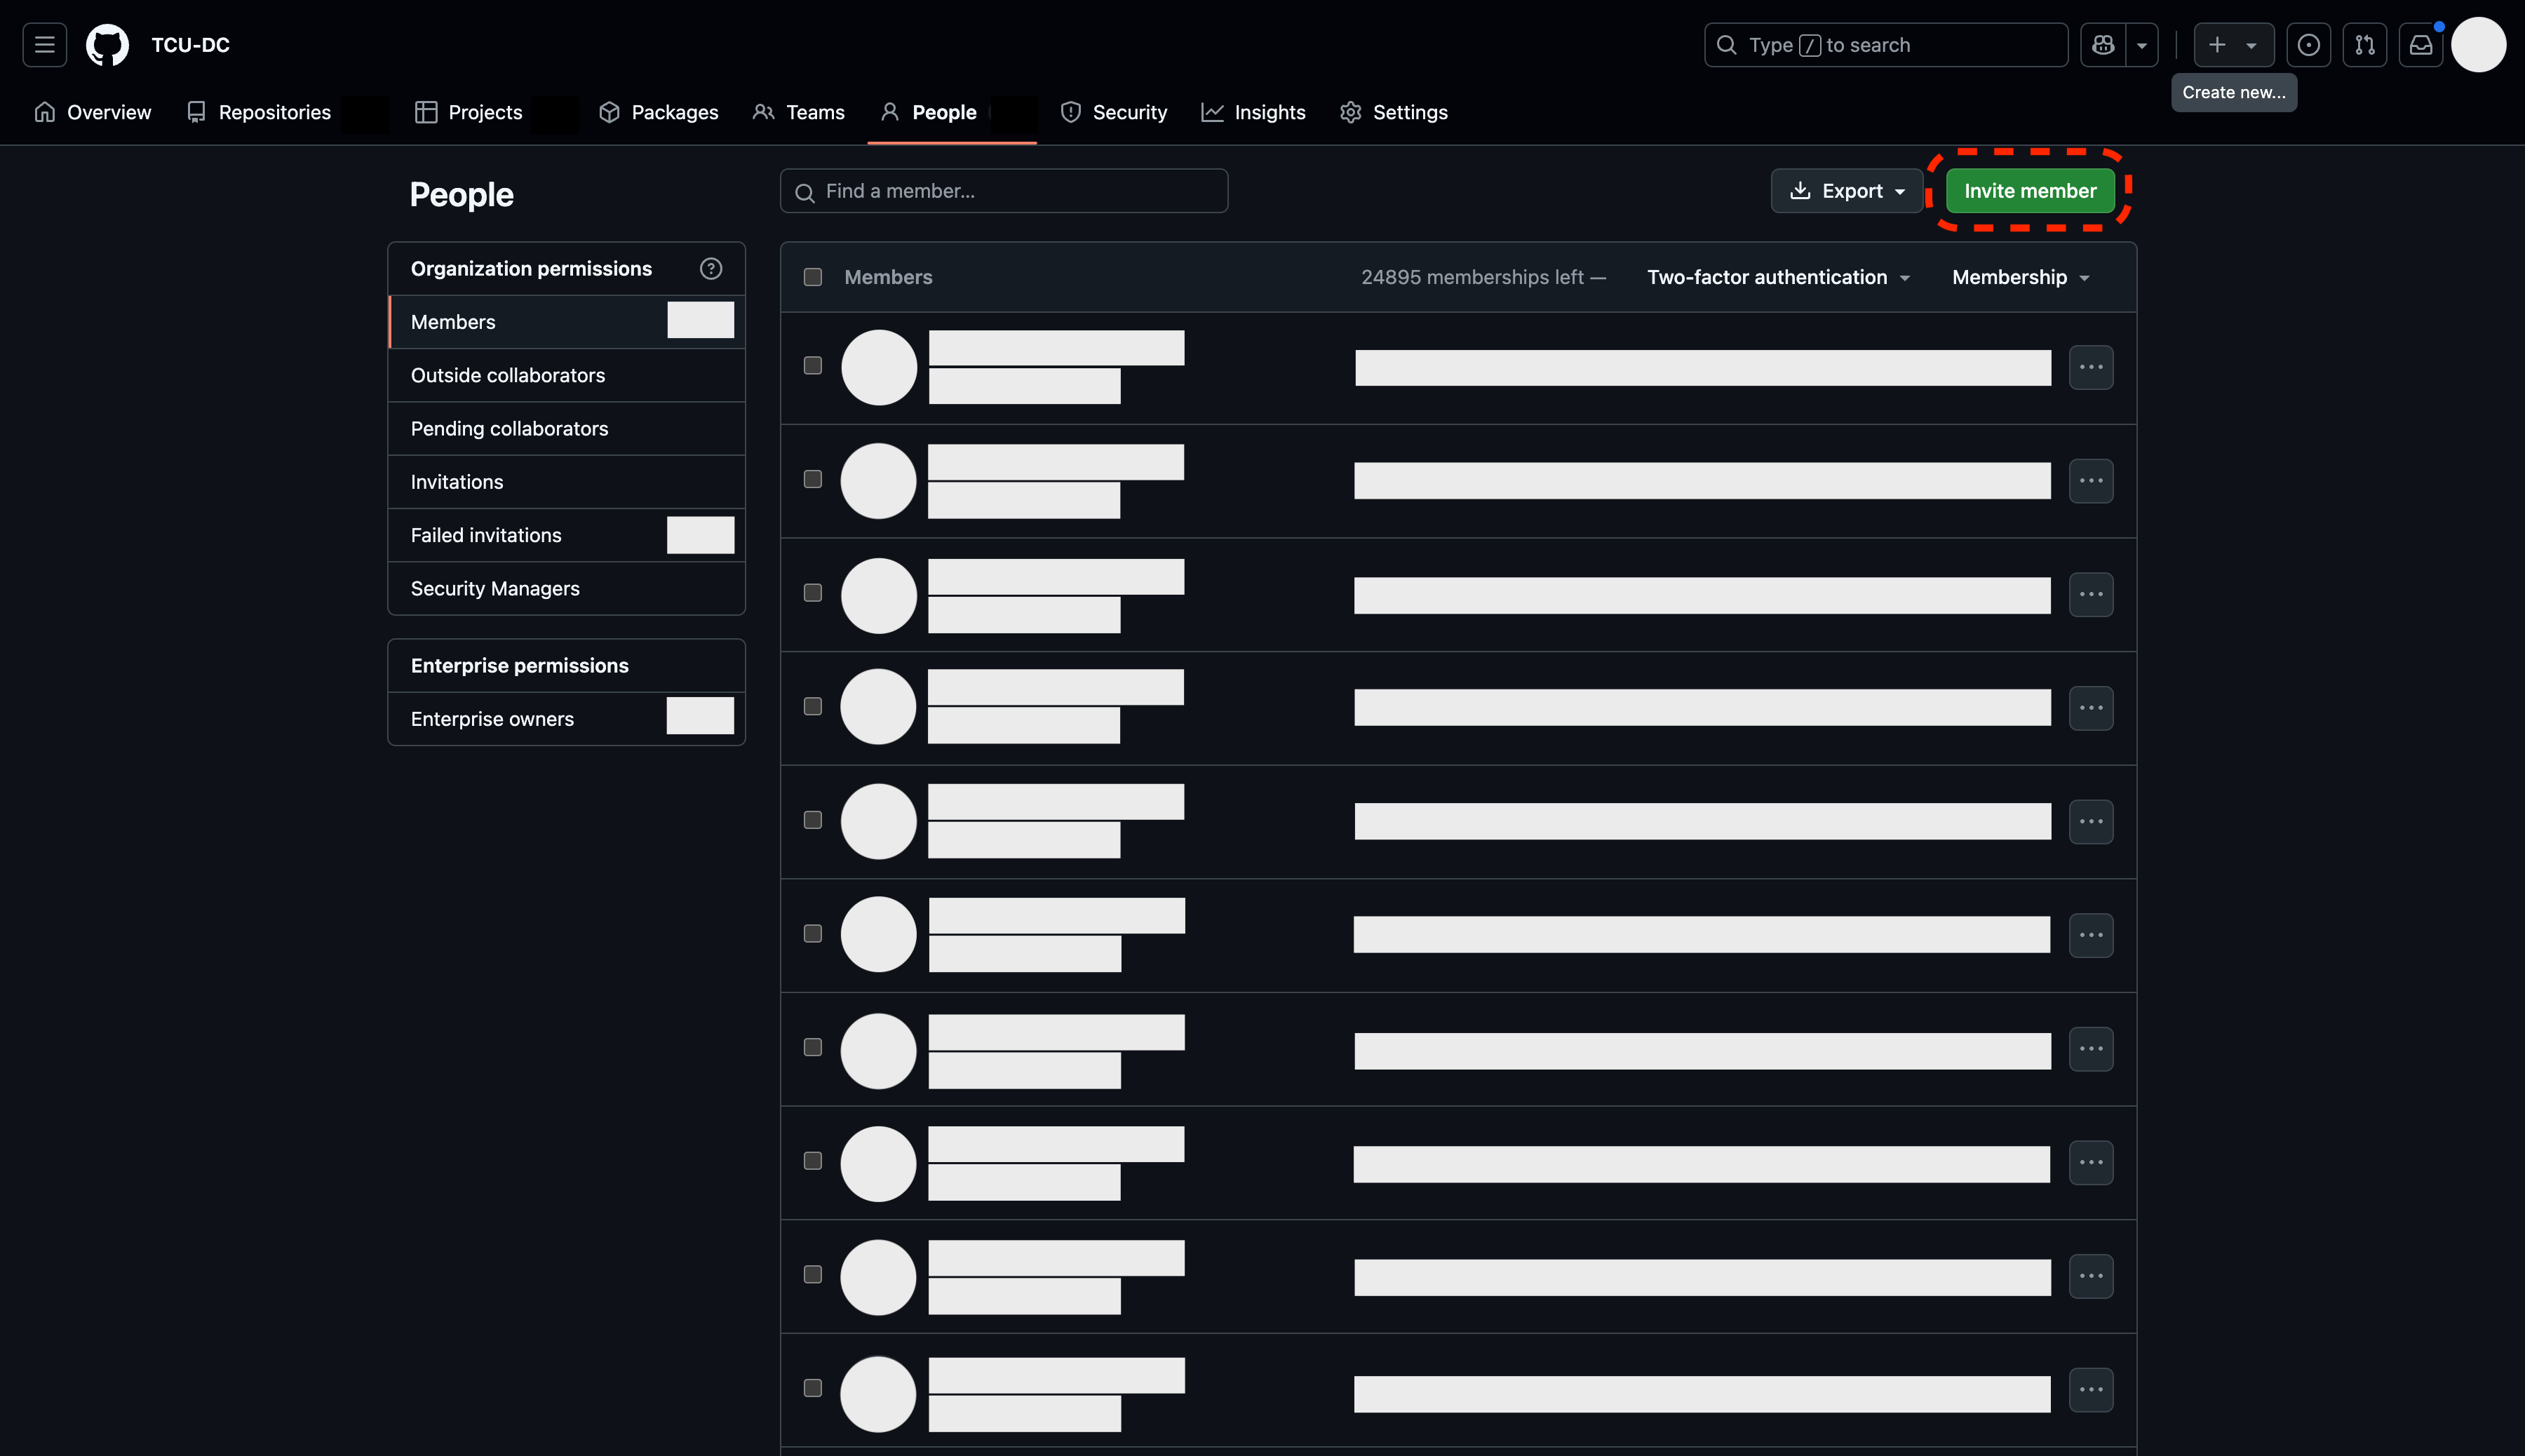 TCU-DC
Type / to search
Create new...
Overview Repositories Projects Packages Teams People Security Insights Settings
People
Find a member...
Export
Invite member
Organization permissions
Members
Outside collaborators
Pending collaborators
Invitations
Failed invitations
Security Managers
Enterprise permissions
Enterprise owners
Members 24895 memberships left — Two-factor authentication Membership